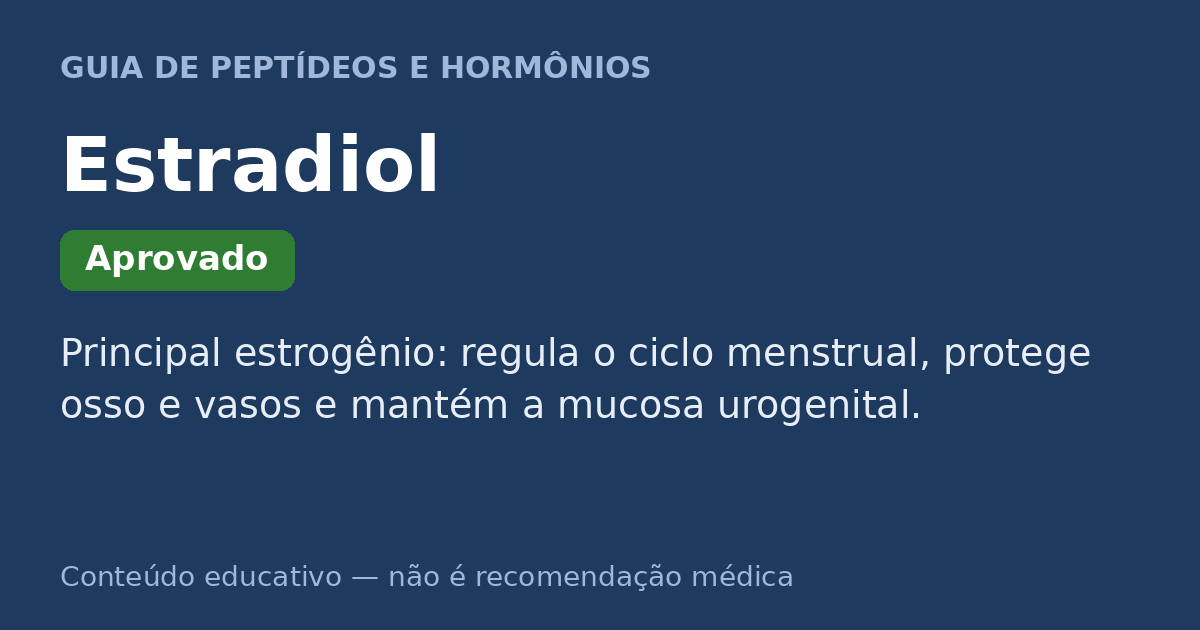 GUIA DE PEPTÍDEOS E HORMÔNIOS
Estradiol
Aprovado
Principal estrogênio: regula o ciclo menstrual, protege
osso e vasos e mantém a mucosa urogenital.
Conteúdo educativo — não é recomendação médica